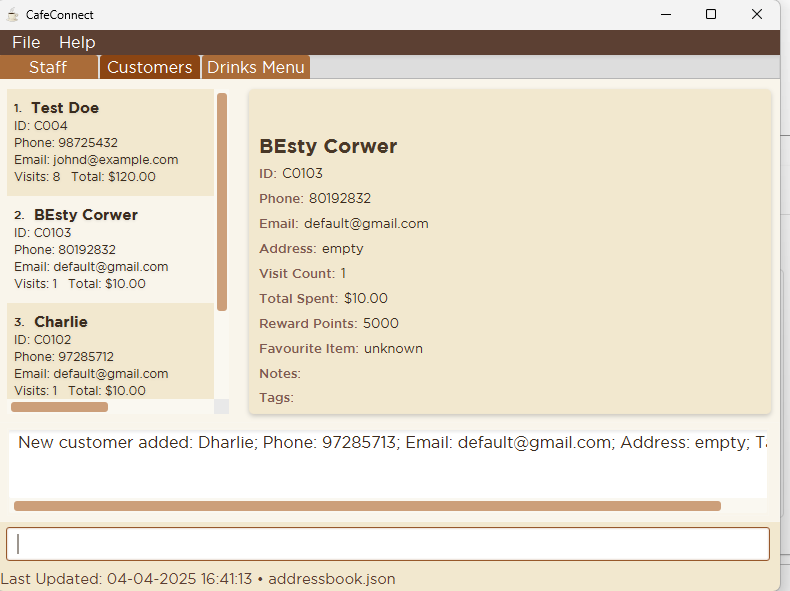 CafeConnect
File Help
Staff Customers Drinks Menu
1. Test Doe
ID: C004
Phone: 98725432
Email: johnd@example.com
Visits: 8 Total: $120.00
2. BEsty Corwer
ID: C0103
Phone: 80192832
Email: default@gmail.com
Visits: 1 Total: $10.00
3. Charlie
ID: C0102
Phone: 97285712
Email: default@gmail.com
Visits: 1 Total: $10.00
BEsty Corwer
ID: C0103
Phone: 80192832
Email: default@gmail.com
Address: empty
Visit Count: 1
Total Spent: $10.00
Reward Points: 5000
Favourite Item: unknown
Notes:
Tags:
New customer added: Dharlie; Phone: 97285713; Email: default@gmail.com; Address: empty;
Last Updated: 04-04-2025 16:41:13 • addressbook.json